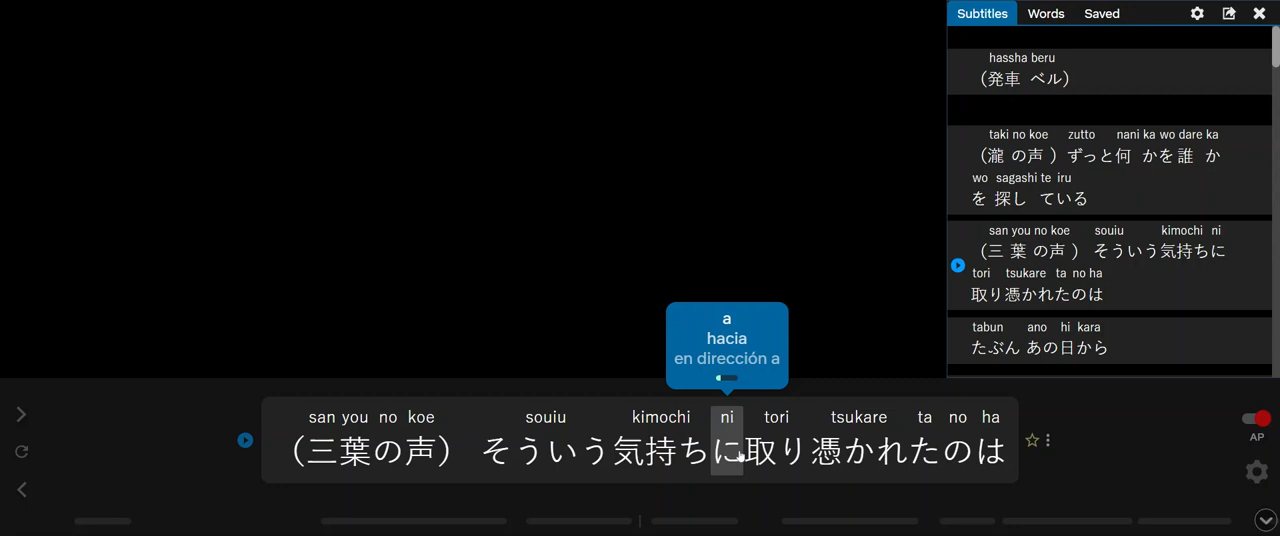 Subtitles Words Saved
hassha beru
（発車 ベル）
taki no koe zutto nani ka wo dare ka
（瀧 の声 ）ずっと何 かを 誰 か
wo sagashi te iru
を 探し ている
san you no koe souiu kimochi ni
（三 葉 の声 ） そういう気持ちに
tori tsukare ta no ha
取り憑かれたのは
tabun ano hi kara
たぶん あの日から
a
hacia
en dirección a
san you no koe souiu kimochi ni tori tsukare ta no ha
（三葉の声） そういう気持ちに取り憑かれたのは
AP